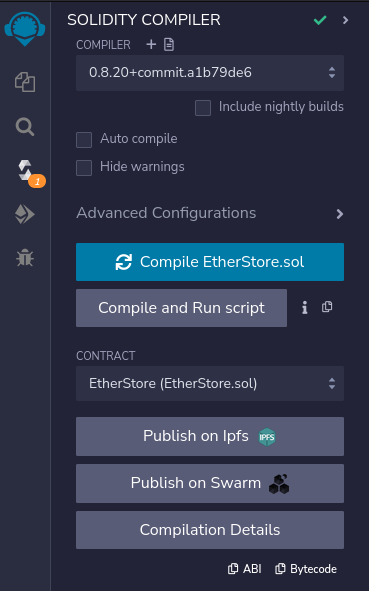 SOLIDITY COMPILER
COMPILER
0.8.20+commit.a1b79de6
Include nightly builds
Auto compile
Hide warnings
1
Advanced Configurations
Compile EtherStore.sol
Compile and Run script
CONTRACT
EtherStore (EtherStore.sol)
Publish on Ipfs IPFS
Publish on Swarm
Compilation Details
ABI Bytecode